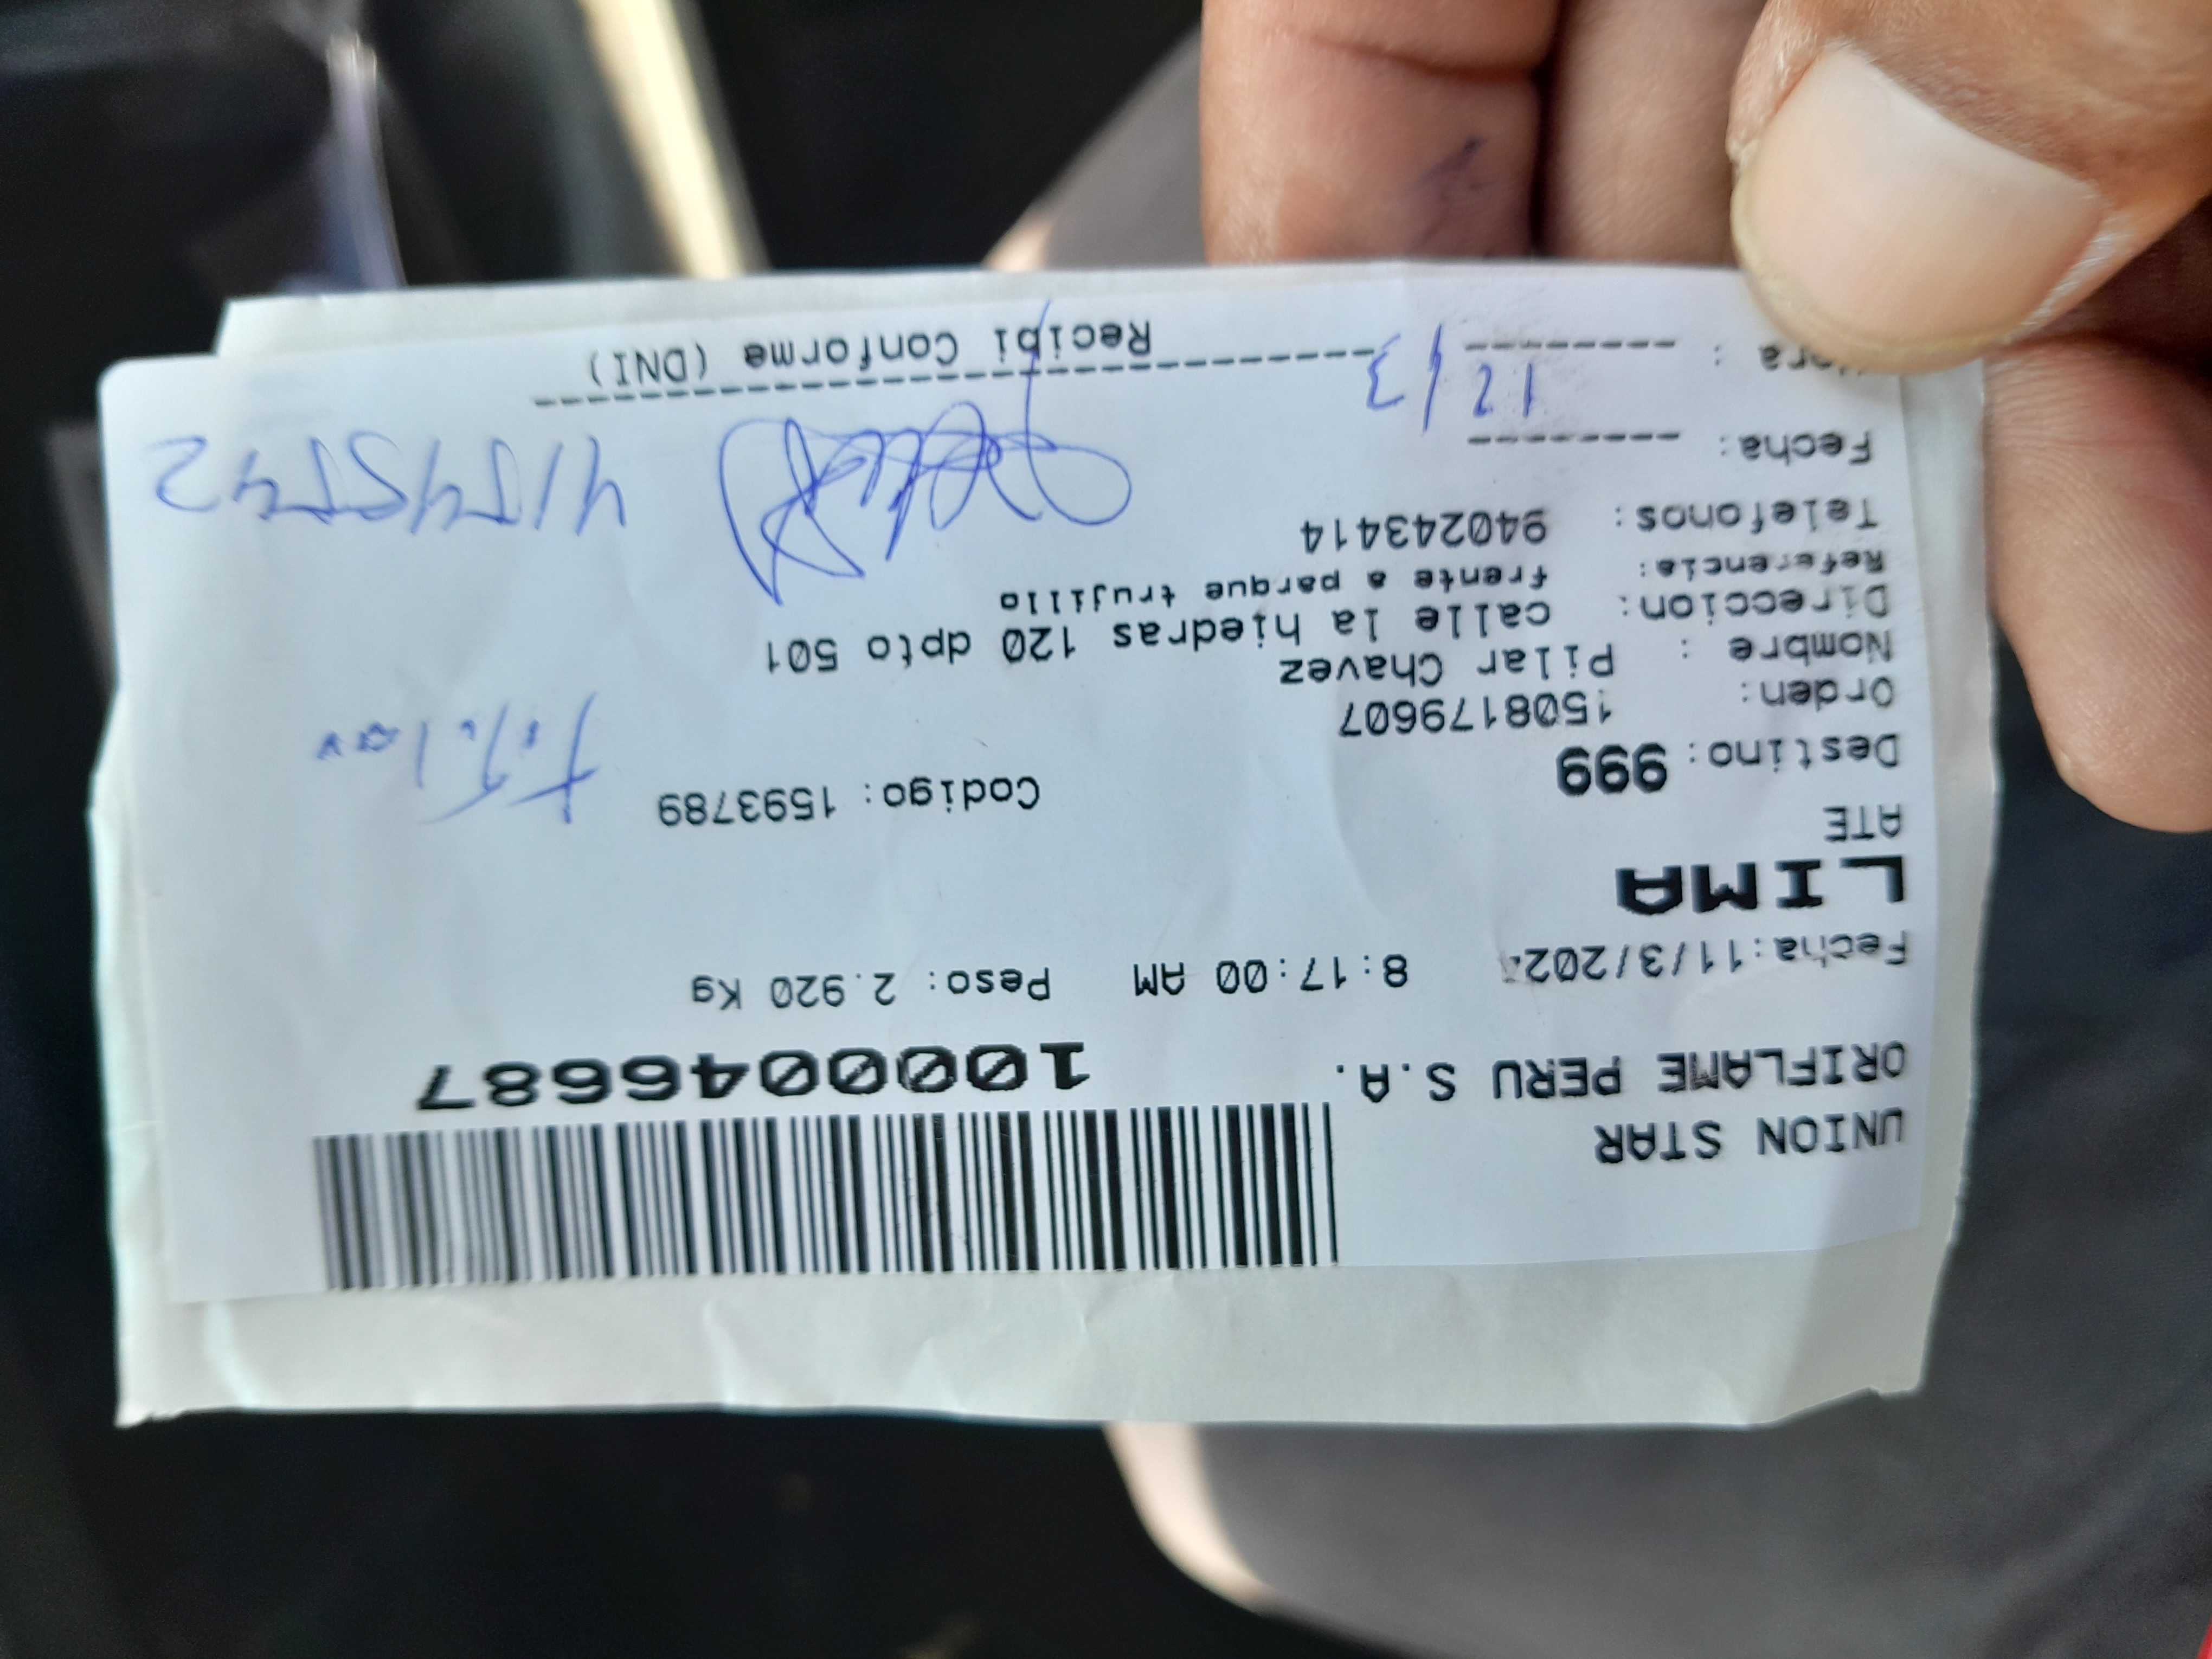 UNION STAR
ORIFLAME PERU S.A. 1000046687
Fecha:11/3/202 8:17:00 AM Peso: 2.920 Kg
LIMA
ATE
Destino: 999 Codigo: 1593789
Orden: 1508179607
Nombre : Pilar Chavez
Direccion: calle la hiedras 120 dpto 501
Referencia: frente a parque trujillo
Telefonos: 940243414
Fecha: 12/3
Hora :
Recibi Conforme (DNI)